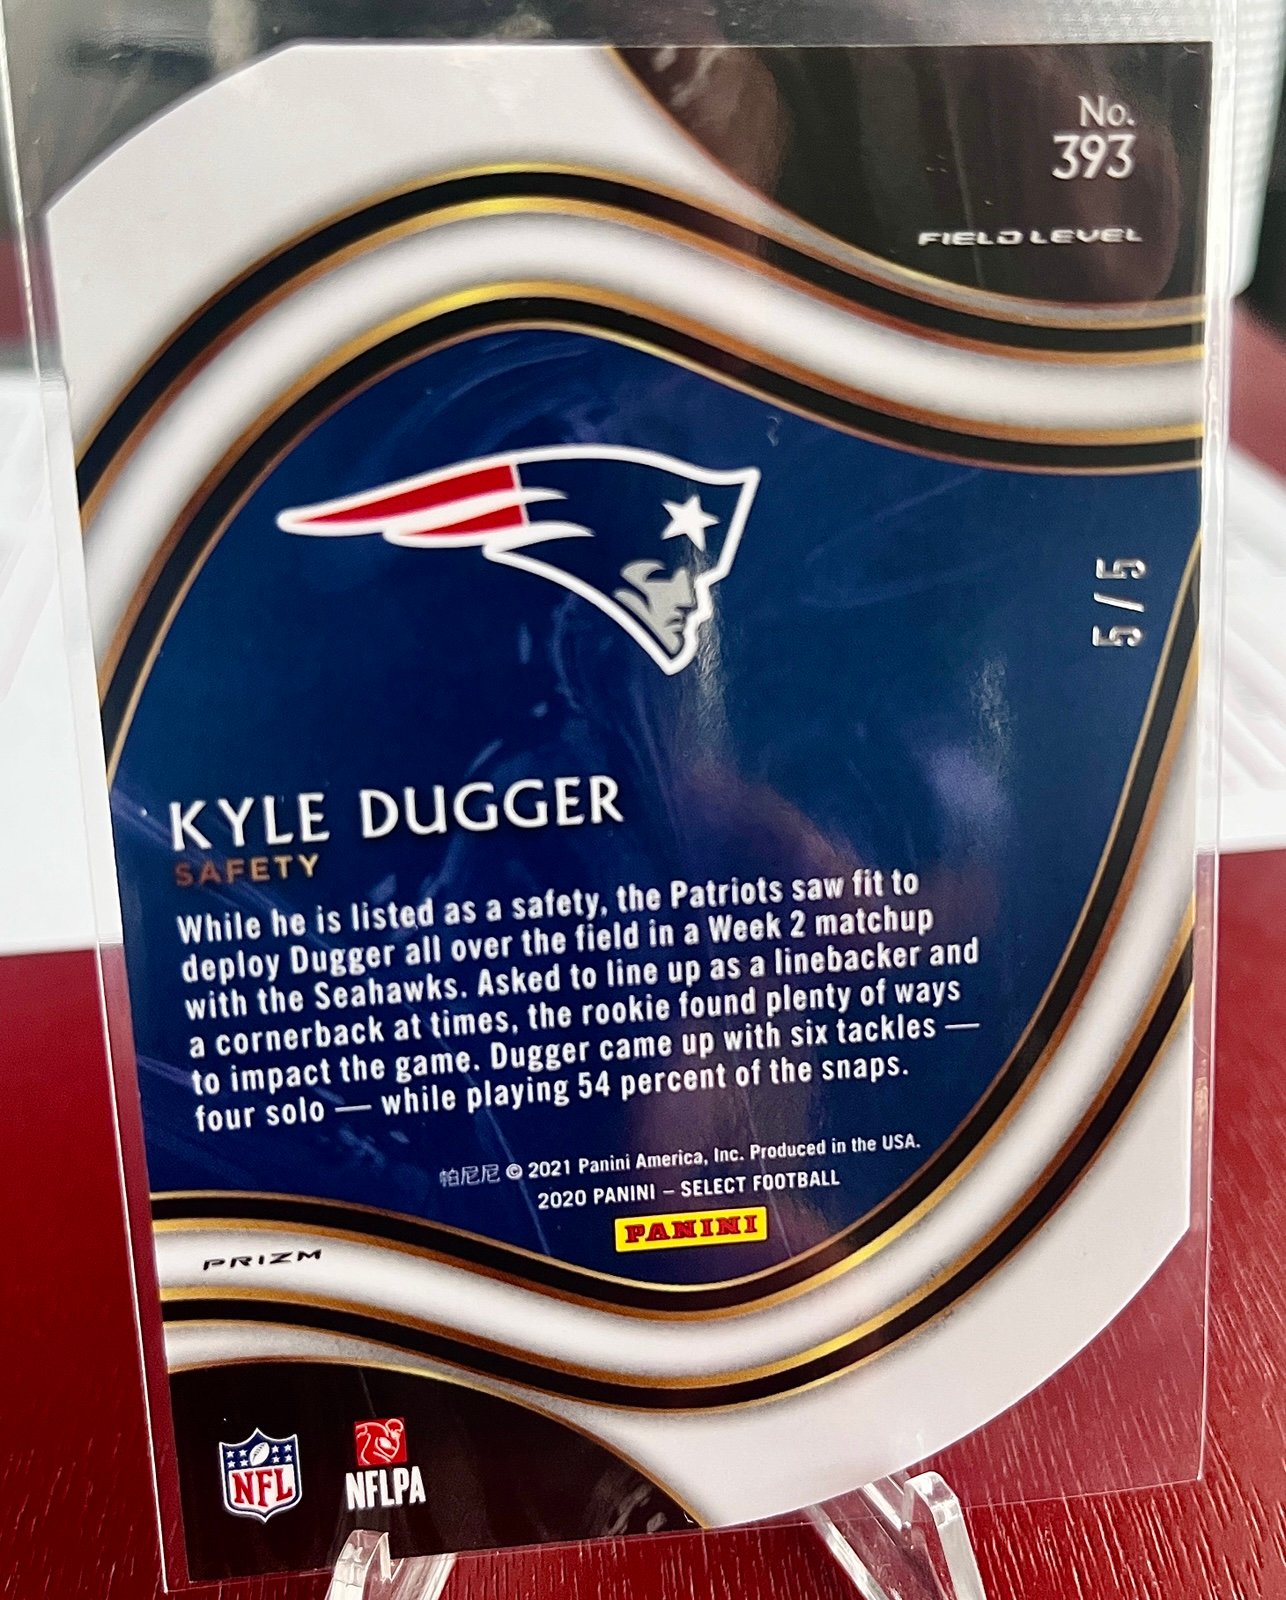 No.
393
FIELD LEVEL
5/5
KYLE DUGGER
SAFETY
While he is listed as a safety, the Patriots saw fit to
deploy Dugger all over the field in a Week 2 matchup
with the Seahawks. Asked to line up as a linebacker and
a cornerback at times, the rookie found plenty of ways
to impact the game. Dugger came up with six tackles —
four solo — while playing 54 percent of the snaps.
帕尼尼 © 2021 Panini America, Inc. Produced in the USA.
2020 PANINI – SELECT FOOTBALL
PANINI
PRIZM
NFL
NFLPA